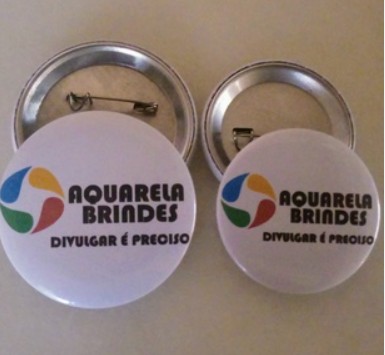 AQUARELA
BRINDES
DIVULGAR É PRECISO
AQUARELA
BRINDES
DIVULGAR É PRECISO